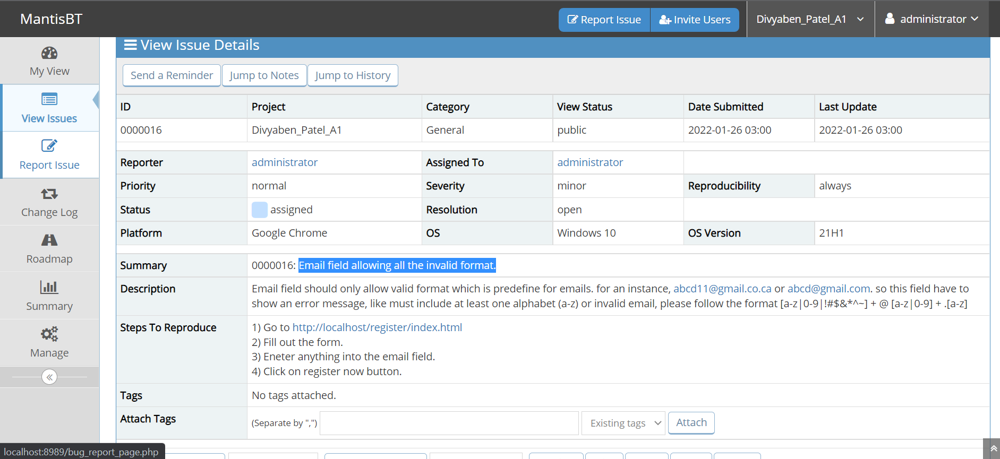 MantisBT
Report Issue
Invite Users
Divyaben_Patel_A1
administrator
My View
View Issues
Report Issue
Change Log
Roadmap
Summary
Manage
View Issue Details
Send a Reminder
Jump to Notes
Jump to History
ID Project Category View Status Date Submitted Last Update
0000016 Divyaben_Patel_A1 General public 2022-01-26 03:00 2022-01-26 03:00
Reporter administrator Assigned To administrator
Priority normal Severity minor Reproducibility always
Status assigned Resolution open
Platform Google Chrome OS Windows 10 OS Version 21H1
Summary 0000016: Email field allowing all the invalid format.
Description Email field should only allow valid format which is predefine for emails. for an instance, abcd11@gmail.co.ca or abcd@gmail.com. so this field have to
show an error message, like must include at least one alphabet (a-z) or invalid email, please follow the format [a-z|0-9|!#$&*^~] + @ [a-z|0-9] + .[a-z]
Steps To Reproduce 1) Go to http://localhost/register/index.html
2) Fill out the form.
3) Eneter anything into the email field.
4) Click on register now button.
Tags No tags attached.
Attach Tags (Separate by ",") Existing tags Attach
localhost:8989/bug_report_page.php